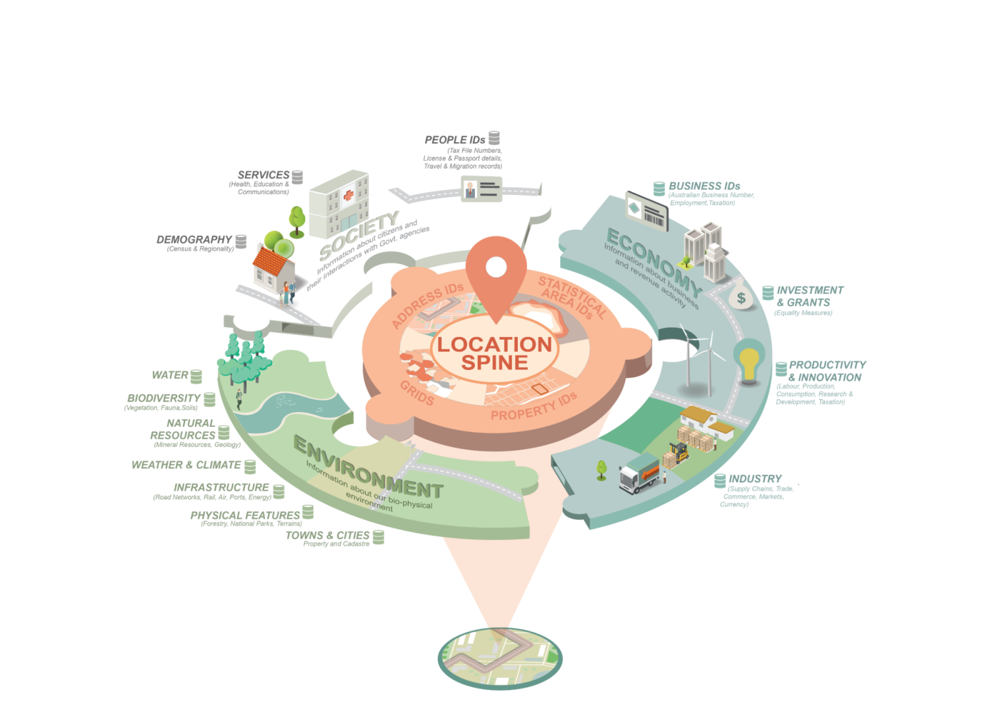 PEOPLE IDs
(Tax File Numbers,
License & Passport details,
Travel & Migration records)
SERVICES
(Health, Education &
Communications)
DEMOGRAPHY
(Census & Regionality)
SOCIETY
Information about citizens and
their interactions with Govt. agencies
BUSINESS IDs
(Australian Business Number,
Employment,Taxation)
ECONOMY
Information about business
and revenue activity
INVESTMENT
& GRANTS
(Equality Measures)
$
PRODUCTIVITY
& INNOVATION
(Labour, Production,
Consumption, Research &
Development, Taxation)
INDUSTRY
(Supply Chains, Trade,
Commerce, Markets,
Currency)
ADDRESS IDs
STATISTICAL
AREA IDs
LOCATION
SPINE
GRIDS
PROPERTY IDs
WATER
BIODIVERSITY
(Vegetation, Fauna,Soils)
NATURAL
RESOURCES
(Mineral Resources, Geology)
WEATHER & CLIMATE
INFRASTRUCTURE
(Road Networks, Rail, Air, Ports, Energy)
PHYSICAL FEATURES
(Forestry, National Parks, Terrains)
TOWNS & CITIES
Property and Cadastre
ENVIRONMENT
Information about our bio-physical
environment